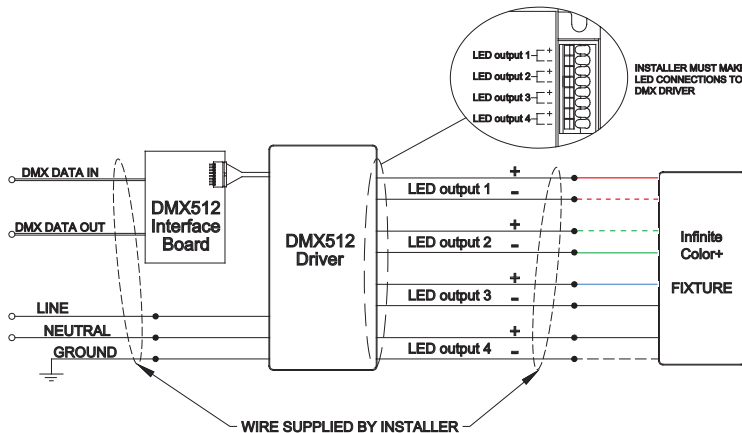 LED output 1 + -
LED output 2 + -
LED output 3 + -
LED output 4 + -
INSTALLER MUST MAKE
LED CONNECTIONS TO
DMX DRIVER
DMX DATA IN
DMX DATA OUT
DMX512
Interface
Board
DMX512
Driver
LINE
NEUTRAL
GROUND
+
LED output 1 -
+
LED output 2 -
+
LED output 3 -
+
LED output 4 -
Infinite
Color+
FIXTURE
WIRE SUPPLIED BY INSTALLER